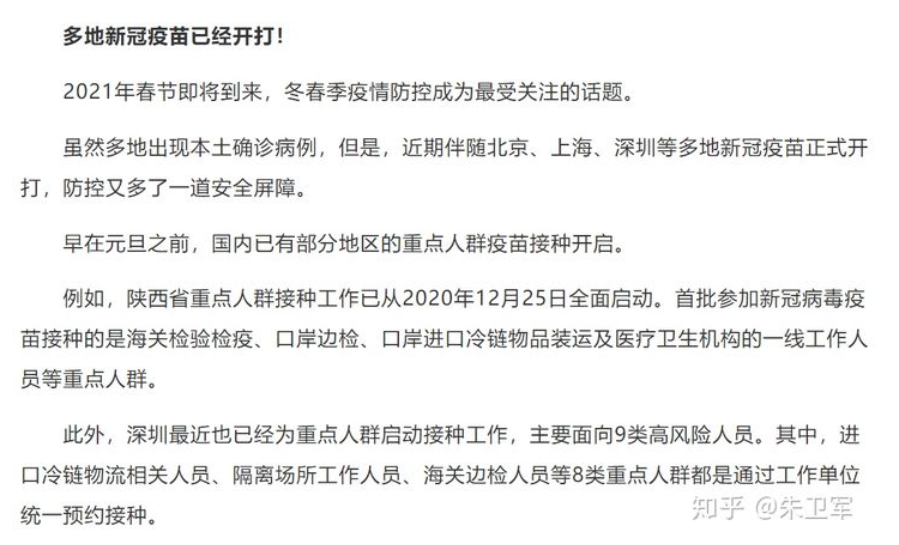 多地新冠疫苗已经开打！
2021年春节即将到来，冬春季疫情防控成为最受关注的话题。
虽然多地出现本土确诊病例，但是，近期伴随北京、上海、深圳等多地新冠疫苗正式开
打，防控又多了一道安全屏障。
早在元旦之前，国内已有部分地区的重点人群疫苗接种开启。
例如，陕西省重点人群接种工作已从2020年12月25日全面启动。首批参加新冠病毒疫
苗接种的是海关检验检疫、口岸边检、口岸进口冷链物品装运及医疗卫生机构的一线工作人
员等重点人群。
此外，深圳最近也已经为重点人群启动接种工作，主要面向9类高风险人员。其中，进
口冷链物流相关人员、隔离场所工作人员、海关边检人员等8类重点人群都是通过工作单位
统一预约接种。
知乎 @朱卫军